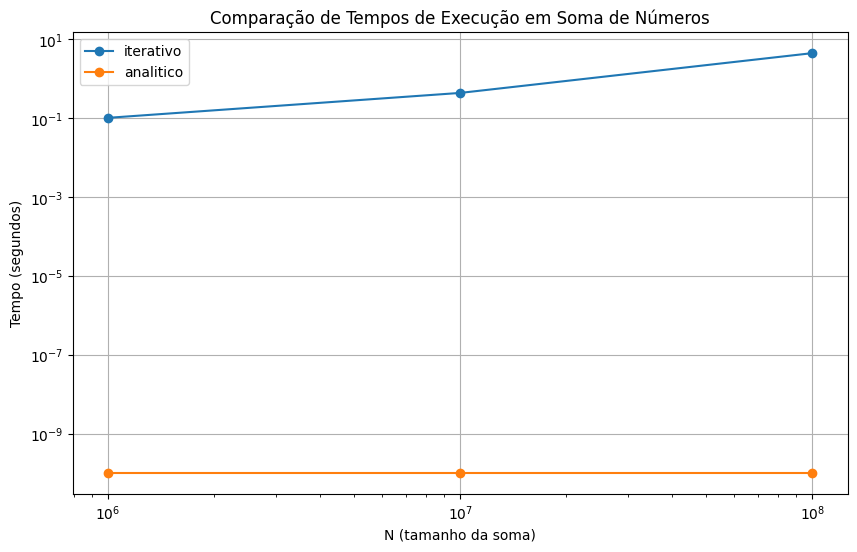 Comparação de Tempos de Execução em Soma de Números
iterativo
analitico
Tempo (segundos)
10¹
10⁻¹
10⁻³
10⁻⁵
10⁻⁷
10⁻⁹
10⁶
10⁷
10⁸
N (tamanho da soma)